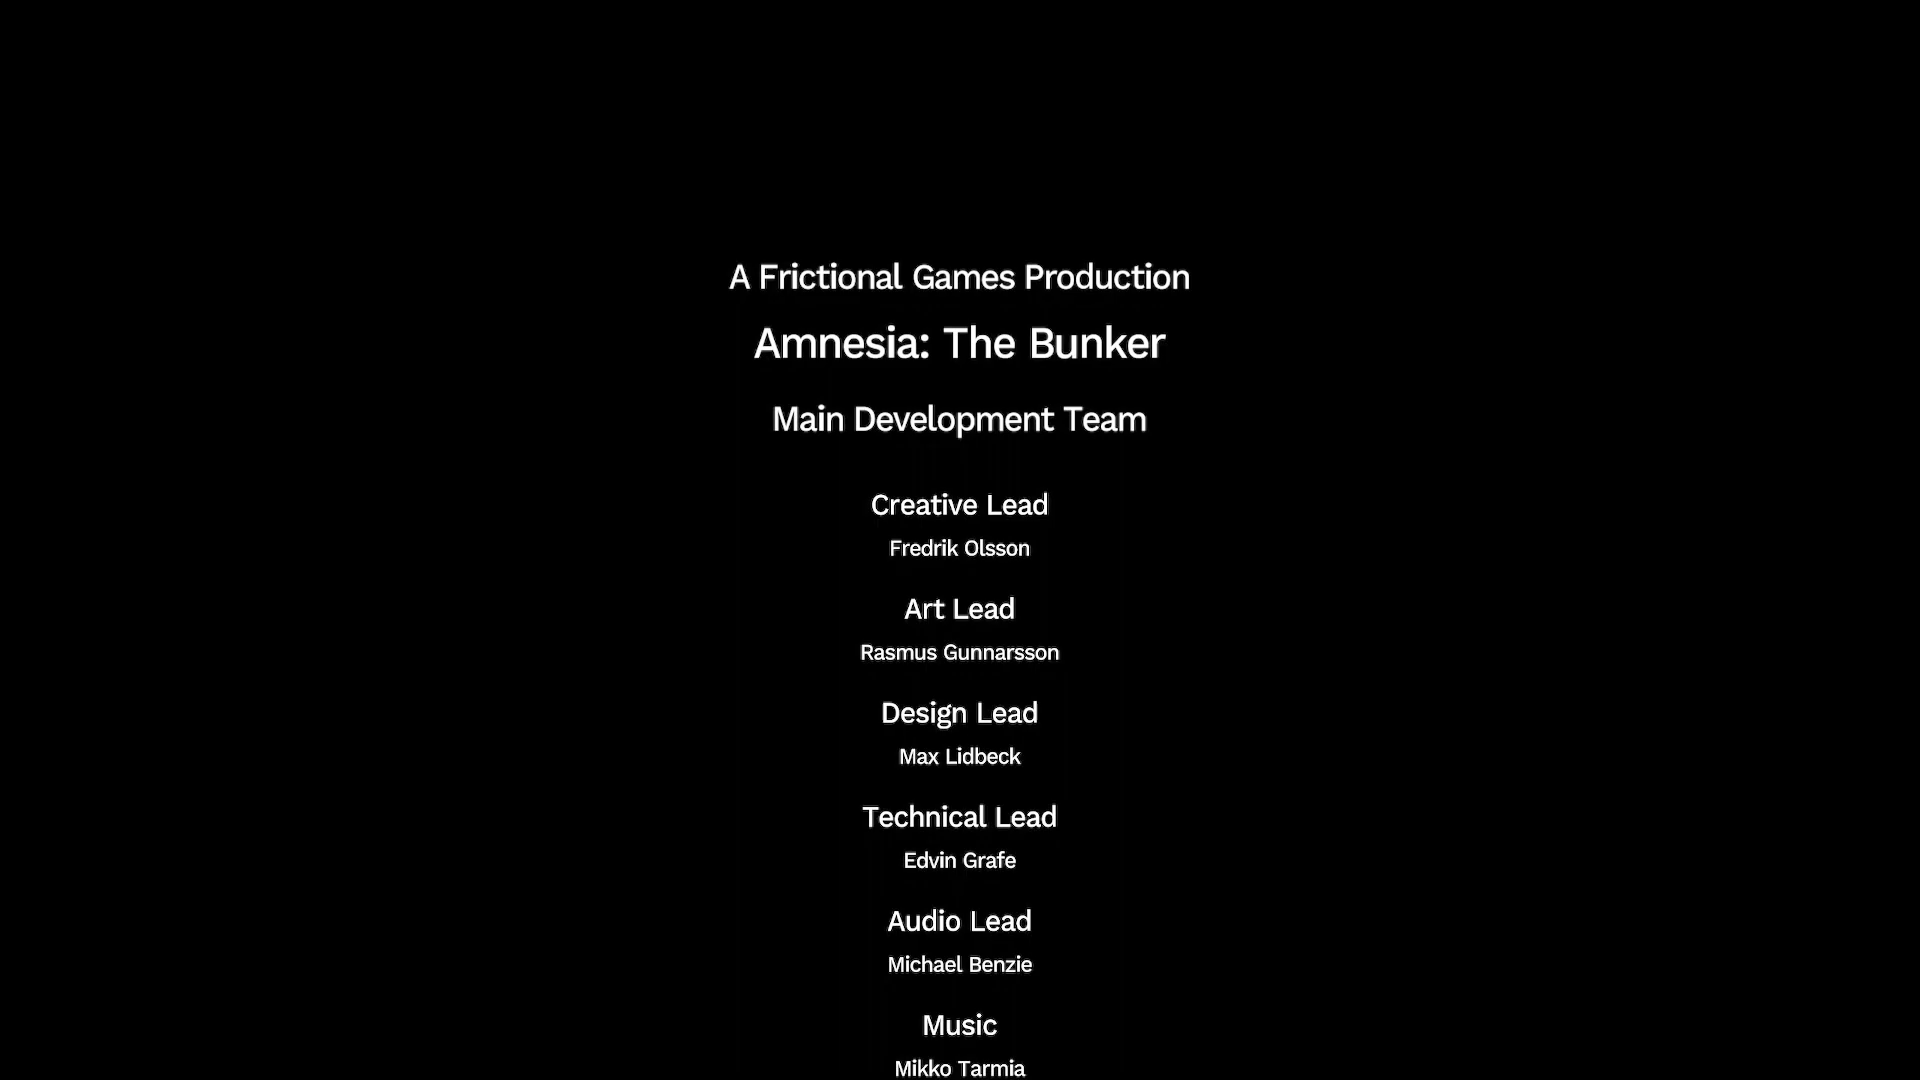 A Frictional Games Production
Amnesia: The Bunker
Main Development Team
Creative Lead
Fredrik Olsson
Art Lead
Rasmus Gunnarsson
Design Lead
Max Lidbeck
Technical Lead
Edvin Grafe
Audio Lead
Michael Benzie
Music
Mikko Tarmia